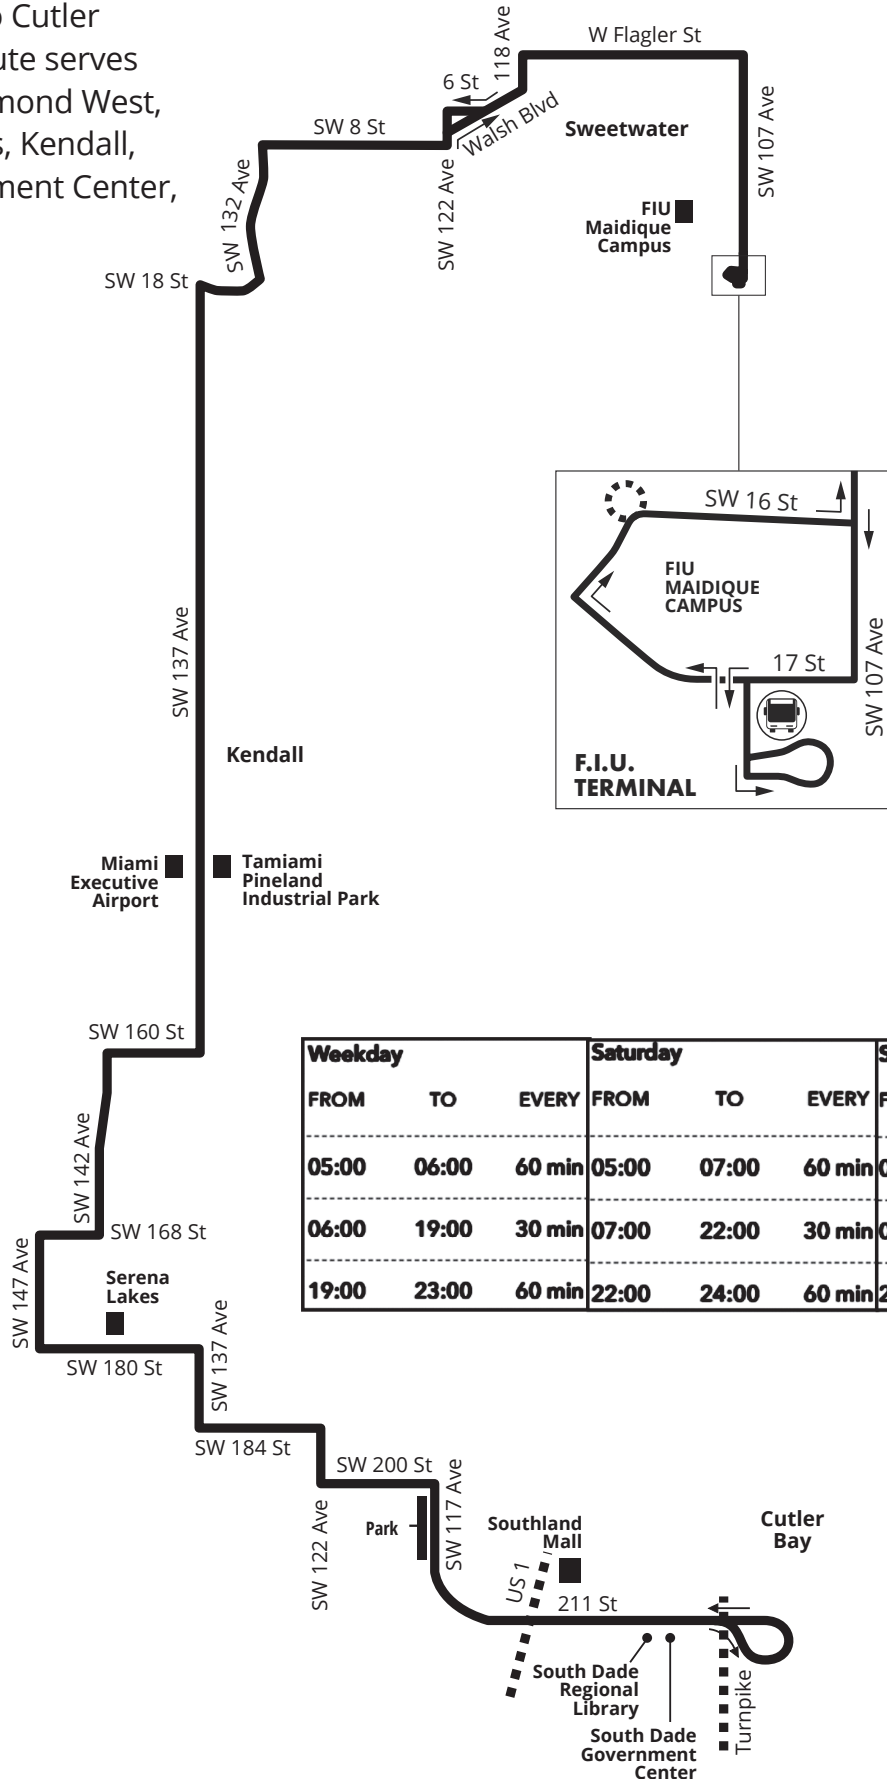 o Cutler
ute serves
mond West,
s, Kendall,
ment Center,
118 Ave
W Flagler St
6 St
Walsh Blvd
SW 8 St
Sweetwater
SW 107 Ave
SW 132 Ave
SW 122 Ave
FIU
Maidique
Campus
SW 18 St
SW 16 St
FIU
MAIDIQUE
CAMPUS
SW 137 Ave
17 St
SW 107 Ave
F.I.U.
TERMINAL
Kendall
Miami
Executive
Airport
Tamiami
Pineland
Industrial Park
SW 160 St
Weekday Saturday S
FROM TO EVERY FROM TO EVERY F
05:00 06:00 60 min 05:00 07:00 60 min 0
06:00 19:00 30 min 07:00 22:00 30 min 0
19:00 23:00 60 min 22:00 24:00 60 min 2
SW 142 Ave
SW 168 St
SW 147 Ave
Serena
Lakes
SW 137 Ave
SW 180 St
SW 184 St
SW 200 St
SW 122 Ave
Park
SW 117 Ave
Southland
Mall
Cutler
Bay
US 1
211 St
South Dade
Regional
Library
Turnpike
South Dade
Government
Center